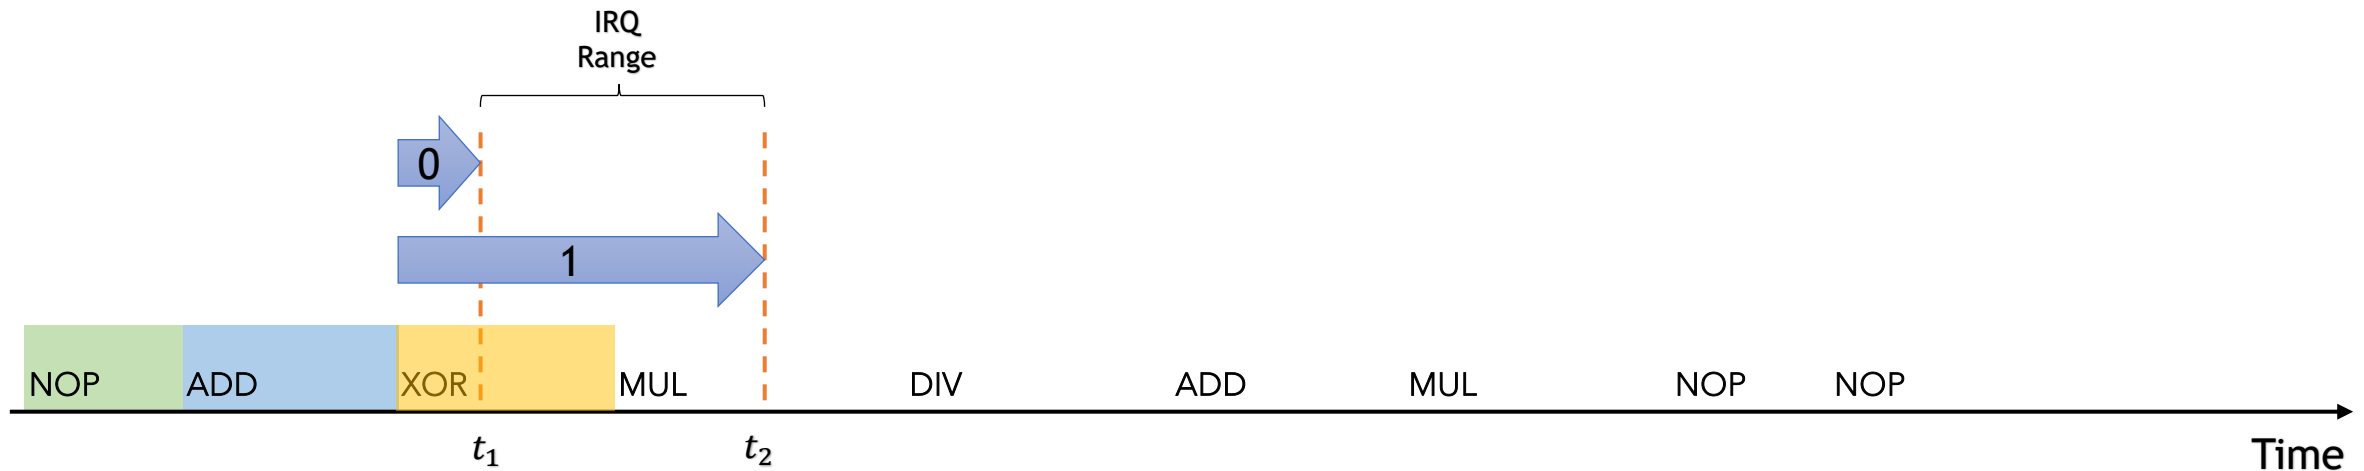 IRQ
Range
0
1
NOP ADD XOR MUL DIV ADD MUL NOP NOP
t₁ t₂
Time